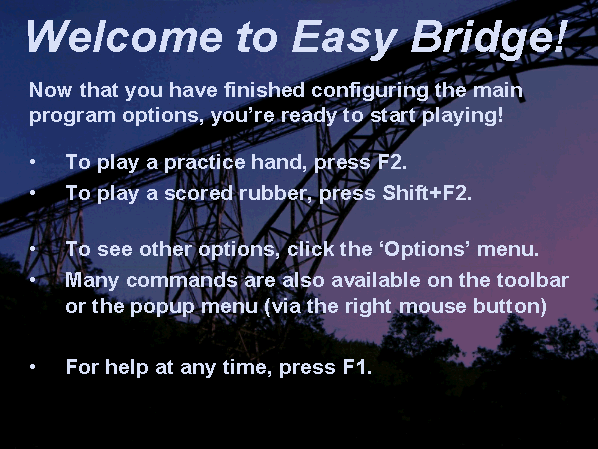 Welcome to Easy Bridge!
Now that you have finished configuring the main
program options, you’re ready to start playing!
• To play a practice hand, press F2.
• To play a scored rubber, press Shift+F2.
• To see other options, click the ‘Options’ menu.
• Many commands are also available on the toolbar
or the popup menu (via the right mouse button)
• For help at any time, press F1.